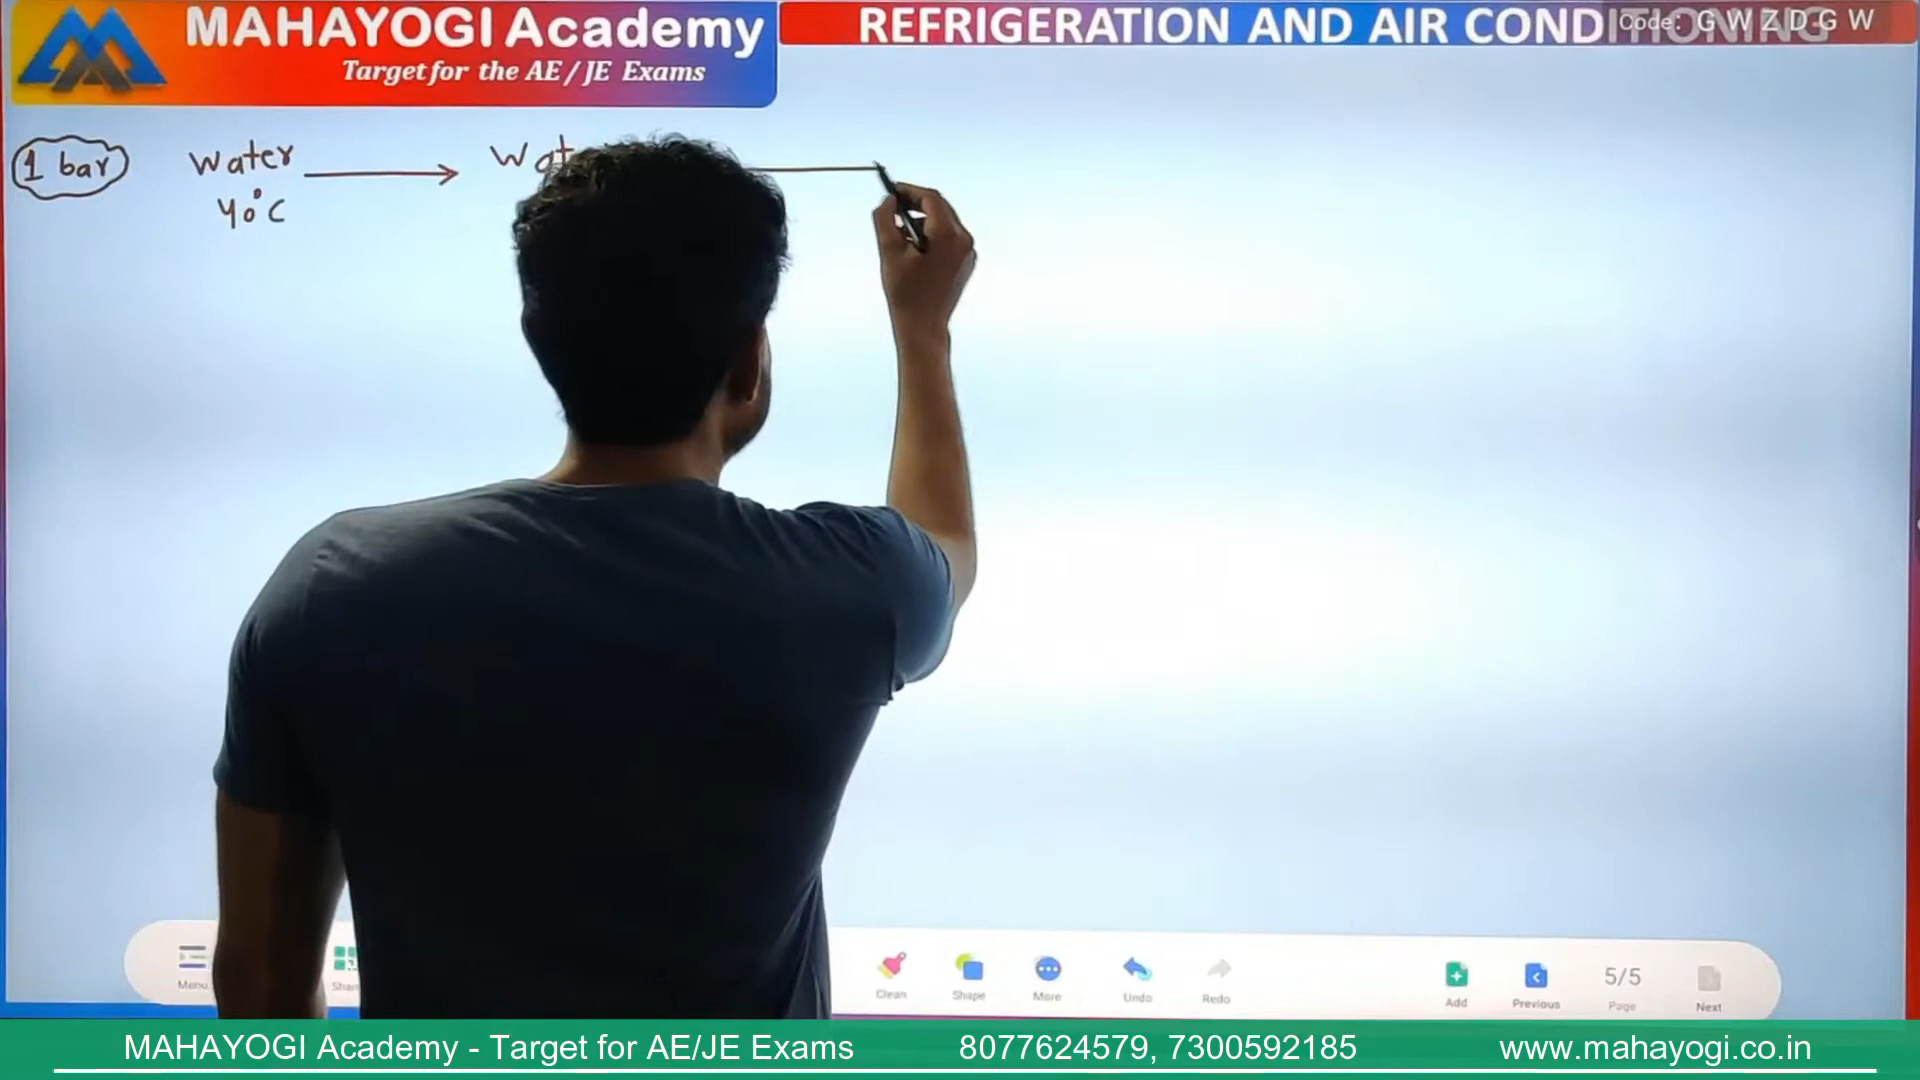 MAHAYOGI Academy
Target for the AE / JE Exams
REFRIGERATION AND AIR CONDITIONING
Code: G W Z D G W
1 bar
Water
40°C
Menu
Clean
Shape
More
Undo
Redo
Add
Previous
5/5
Page
Next
MAHAYOGI Academy - Target for AE/JE Exams
8077624579, 7300592185
www.mahayogi.co.in